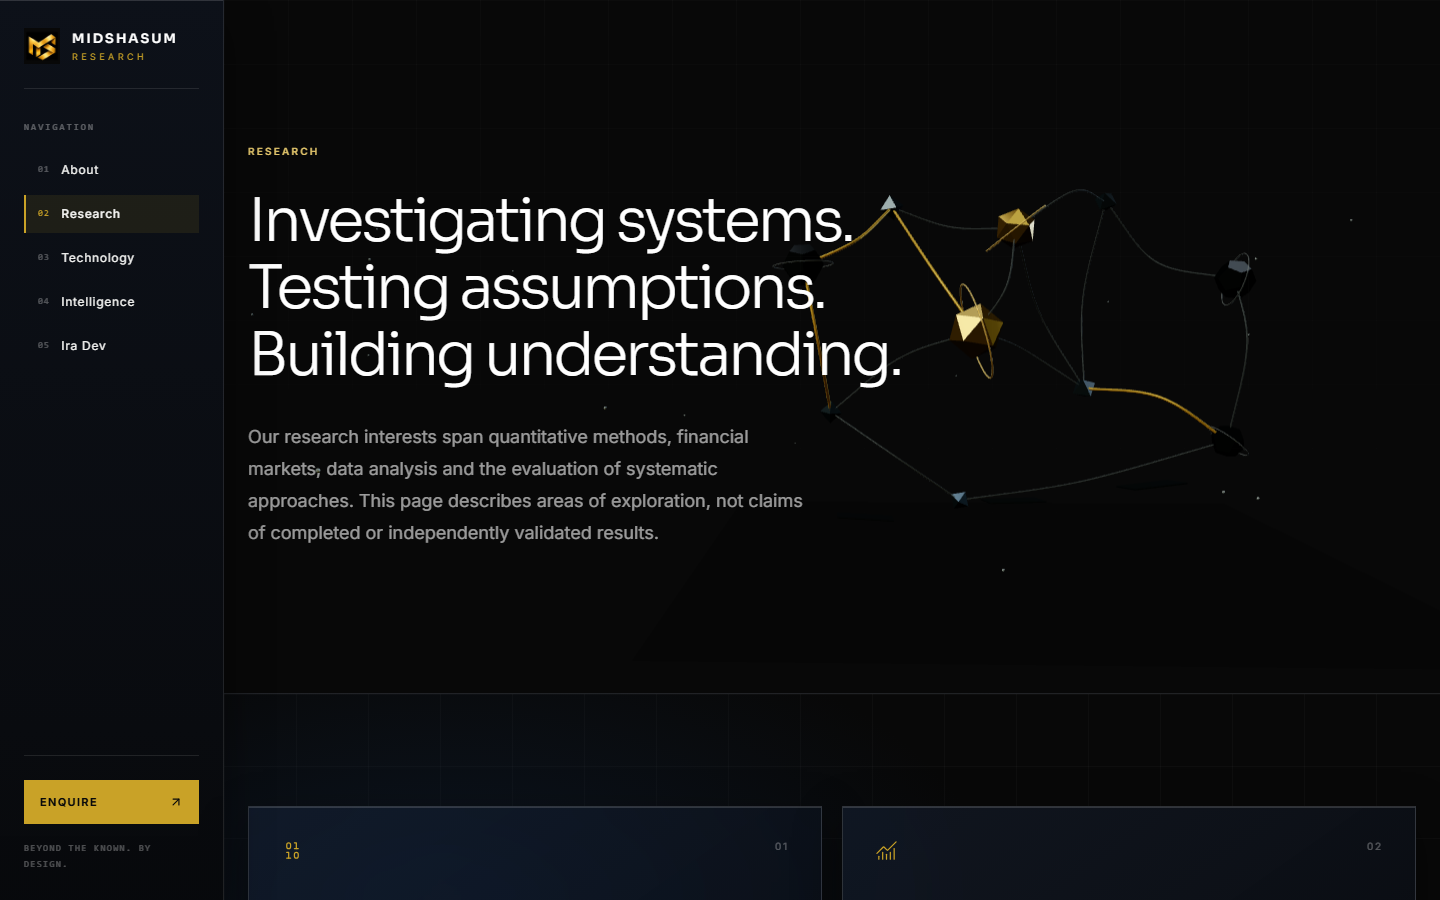 MIDSHASUM
RESEARCH
NAVIGATION
01 About
02 Research
03 Technology
04 Intelligence
05 Ira Dev
ENQUIRE
BEYOND THE KNOWN. BY
DESIGN.
RESEARCH
Investigating systems.
Testing assumptions.
Building understanding.
Our research interests span quantitative methods, financial
markets, data analysis and the evaluation of systematic
approaches. This page describes areas of exploration, not claims
of completed or independently validated results.
01
10
01
02